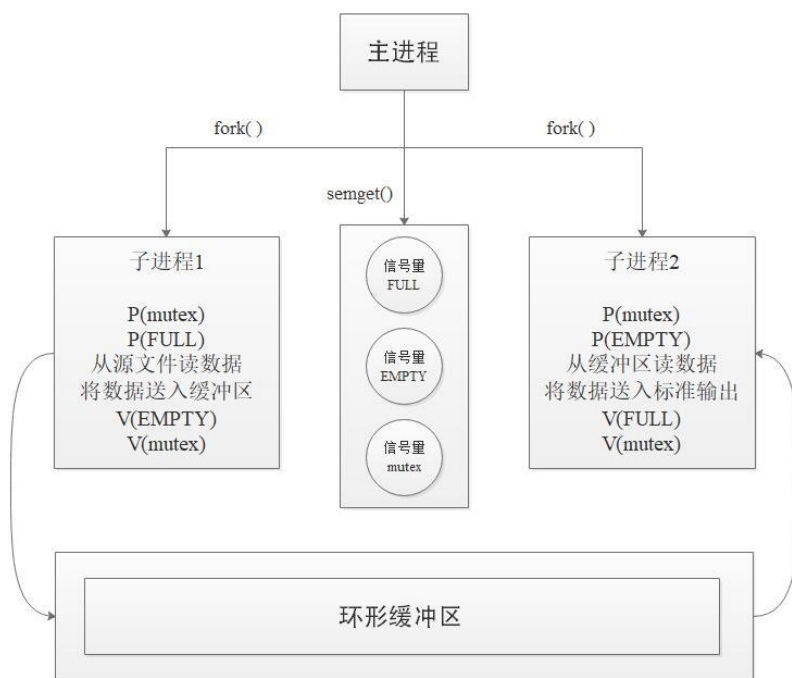 主进程
fork( )
fork( )
semget()
子进程1
P(mutex)
P(FULL)
从源文件读数据
将数据送入缓冲区
V(EMPTY)
V(mutex)
信号量
FULL
信号量
EMPTY
信号量
mutex
子进程2
P(mutex)
P(EMPTY)
从缓冲区读数据
将数据送入标准输出
V(FULL)
V(mutex)
环形缓冲区